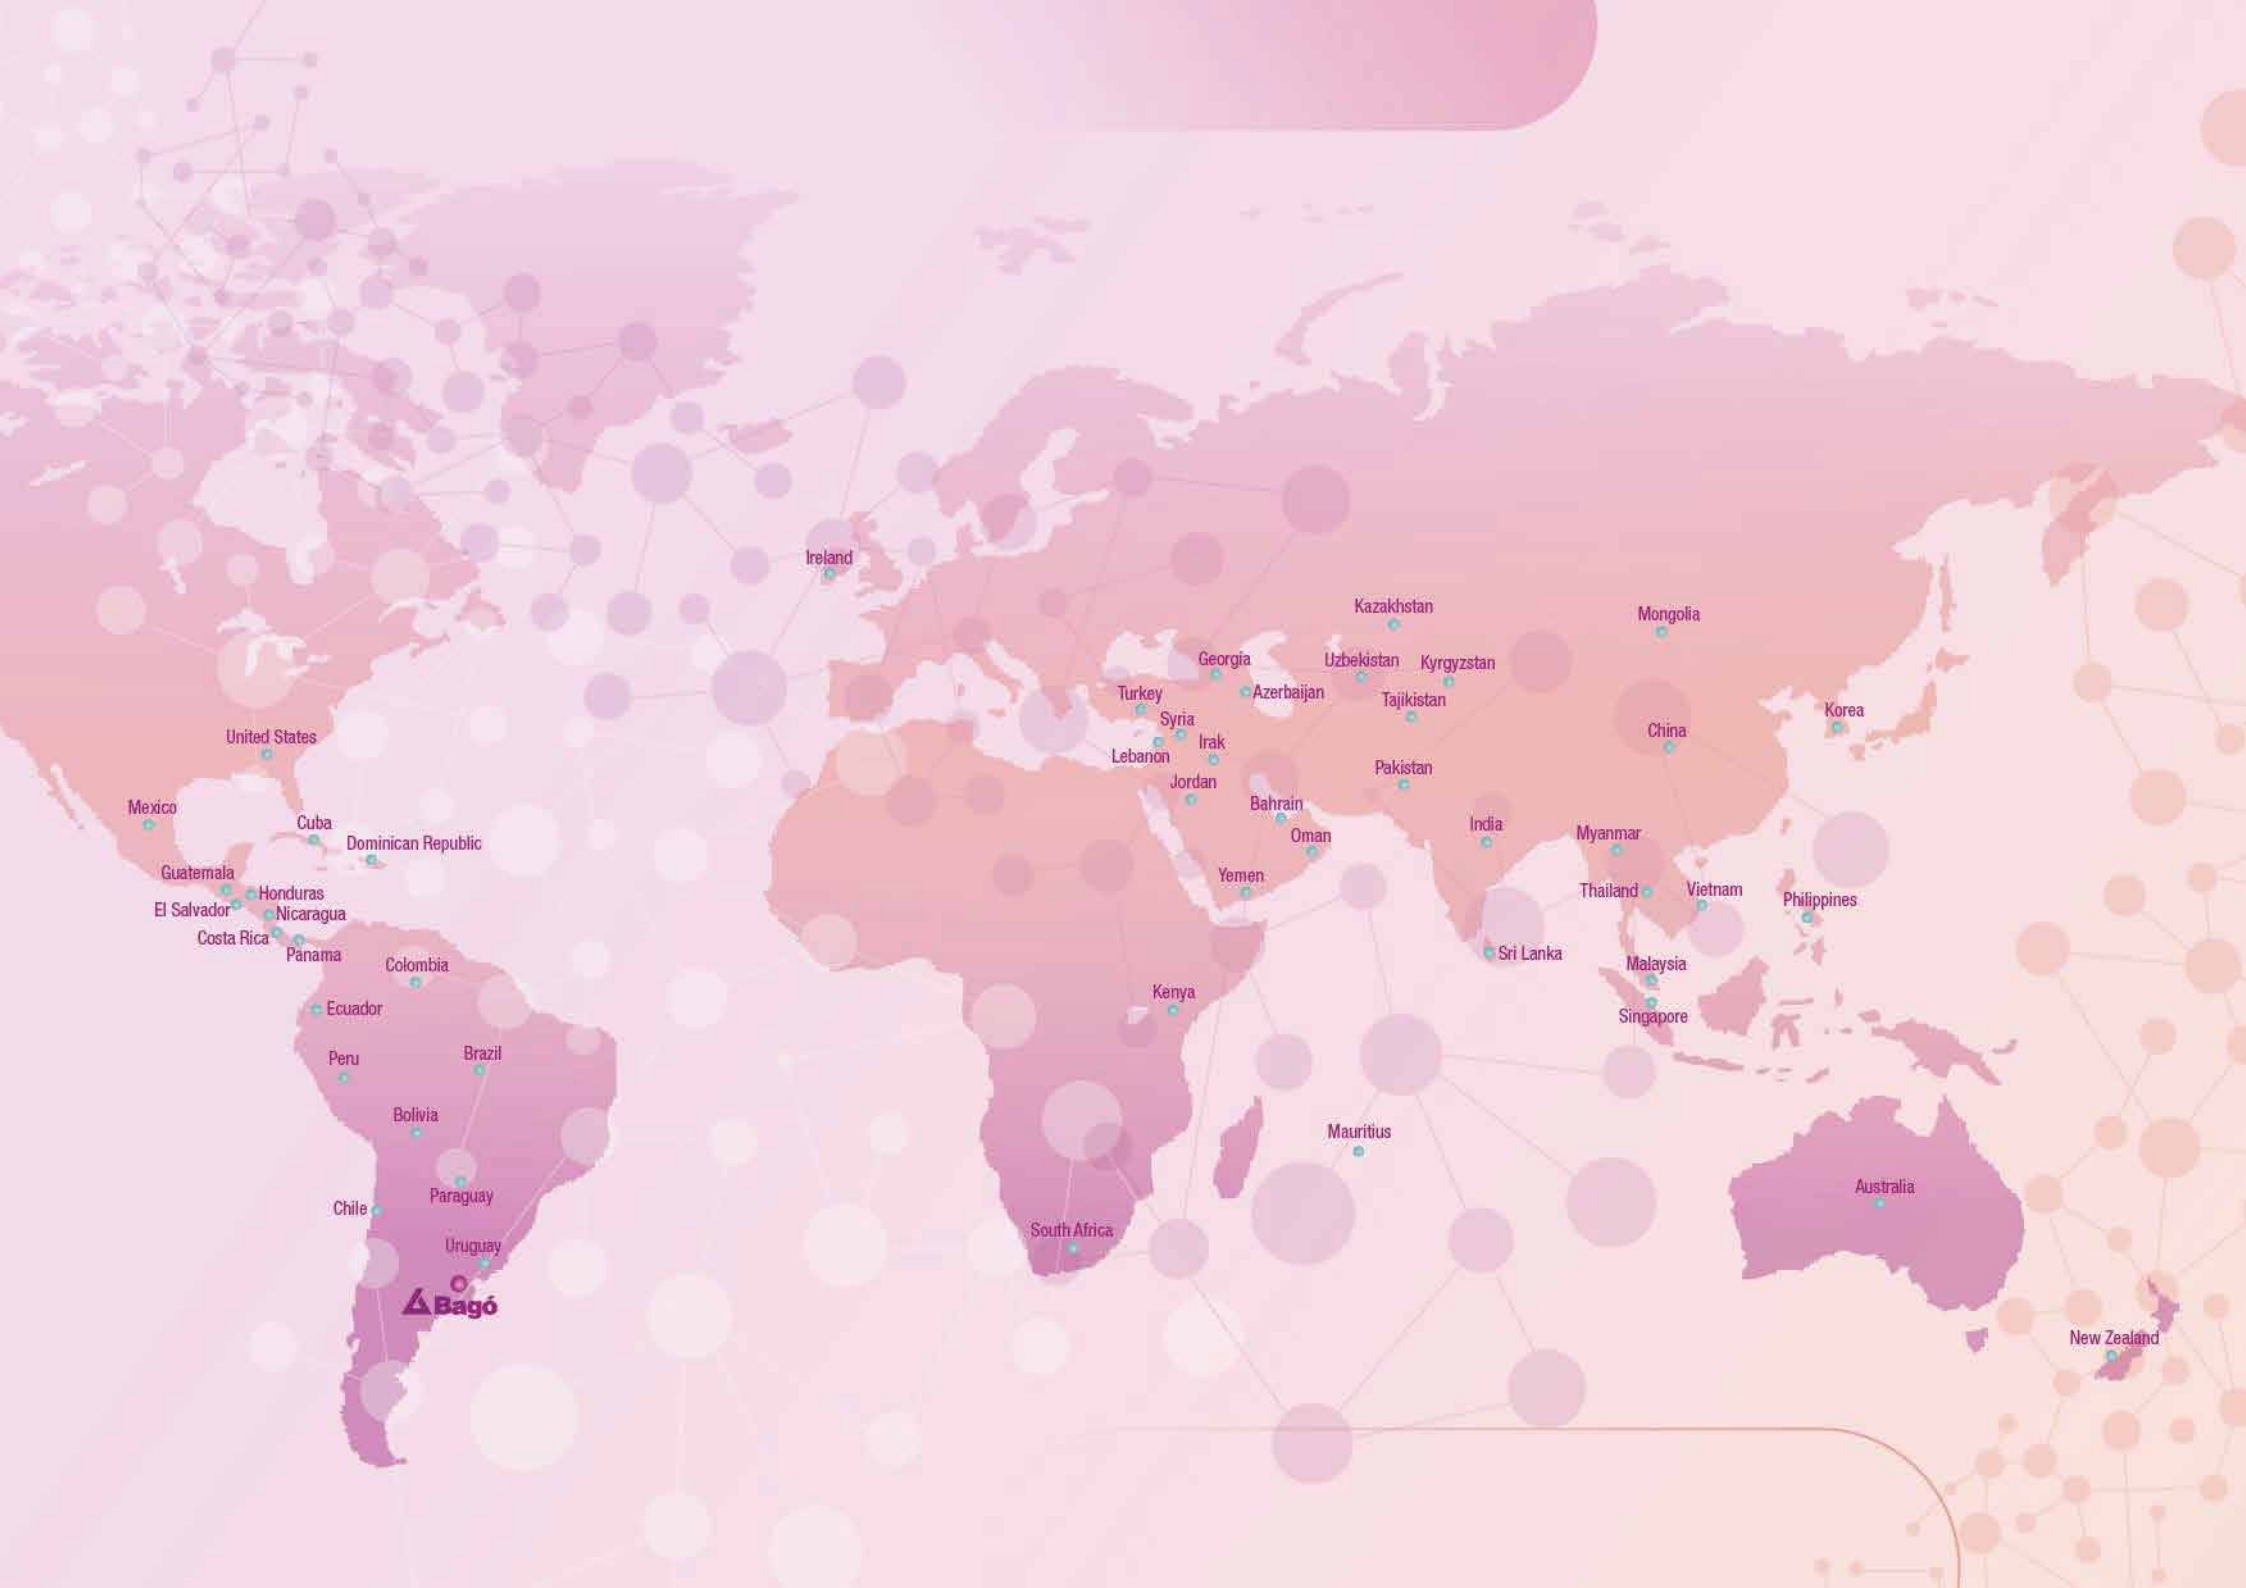 Ireland
Kazakhstan
Mongolia
Georgia
Uzbekistan
Kyrgyzstan
Turkey
Azerbaijan
Tajikistan
Syria
Korea
United States
Lebanon
Irak
China
Jordan
Pakistan
Mexico
Bahrain
Cuba
Oman
India
Myanmar
Dominican Republic
Guatemala
Yemen
Honduras
Thailand
Vietnam
Philippines
El Salvador
Nicaragua
Costa Rica
Panama
Sri Lanka
Colombia
Malaysia
Kenya
Ecuador
Singapore
Peru
Brazil
Bolivia
Mauritius
Paraguay
Australia
Chile
South Africa
Uruguay
Bagó
New Zealand